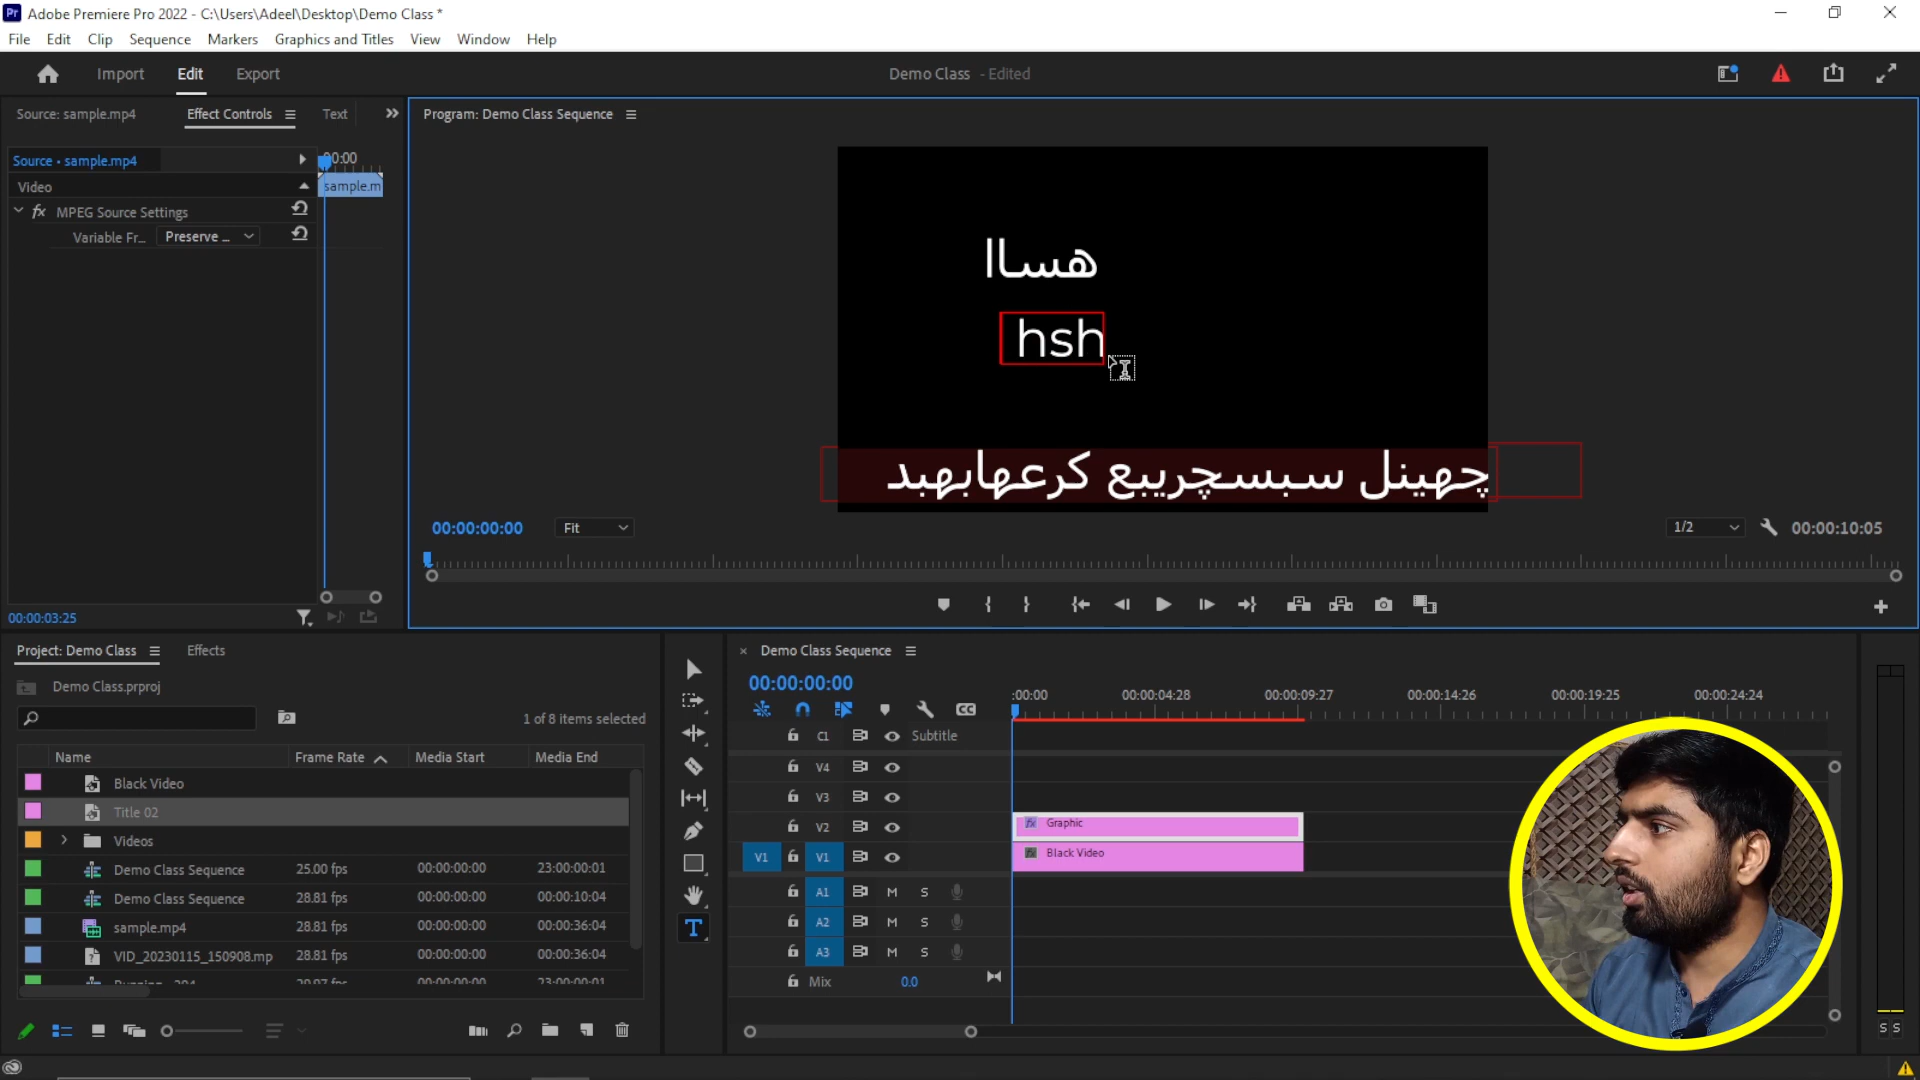 Adobe Premiere Pro 2022 - C:\Users\Adeel\Desktop\Demo Class *
File Edit Clip Sequence Markers Graphics and Titles View Window Help
Import Edit Export
Demo Class - Edited
Source: sample.mp4 Effect Controls Text
Program: Demo Class Sequence
Source • sample.mp4 00:00
Video sample.m
fx MPEG Source Settings
Variable Fr... Preserve ...
هساا
hsh
چهینل سبسچریبع کرعهابهبد
00:00:00:00 Fit 1/2 00:00:10:05
00:00:03:25
Project: Demo Class Effects
Demo Class.prproj
1 of 8 items selected
Name Frame Rate Media Start Media End
Black Video
Title 02
Videos
Demo Class Sequence 25.00 fps 00:00:00:00 23:00:00:01
Demo Class Sequence 28.81 fps 00:00:00:00 00:00:10:04
sample.mp4 28.81 fps 00:00:00:00 00:00:36:04
VID_20230115_150908.mp 28.81 fps 00:00:00:00 00:00:36:04
Demo Class Sequence
00:00:00:00
:00:00 00:00:04:28 00:00:09:27 00:00:14:26 00:00:19:25 00:00:24:24
C1 Subtitle
V4
V3
V2 fx Graphic
V1 V1 fx Black Video
A1 M S
A2 M S
A3 M S
Mix 0.0
S S